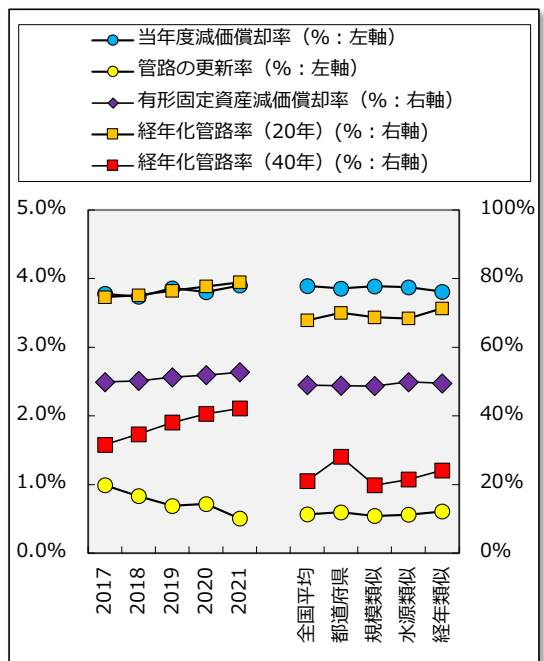 当年度減価償却率（%：左軸）
管路の更新率（%：左軸）
有形固定資産減価償却率（%：右軸）
経年化管路率（20年）(%：右軸)
経年化管路率（40年）(%：右軸)
5.0% 100%
4.0% 80%
3.0% 60%
2.0% 40%
1.0% 20%
0.0% 0%
2017
2018
2019
2020
2021
全国平均
都道府県
規模類似
水源類似
経年類似